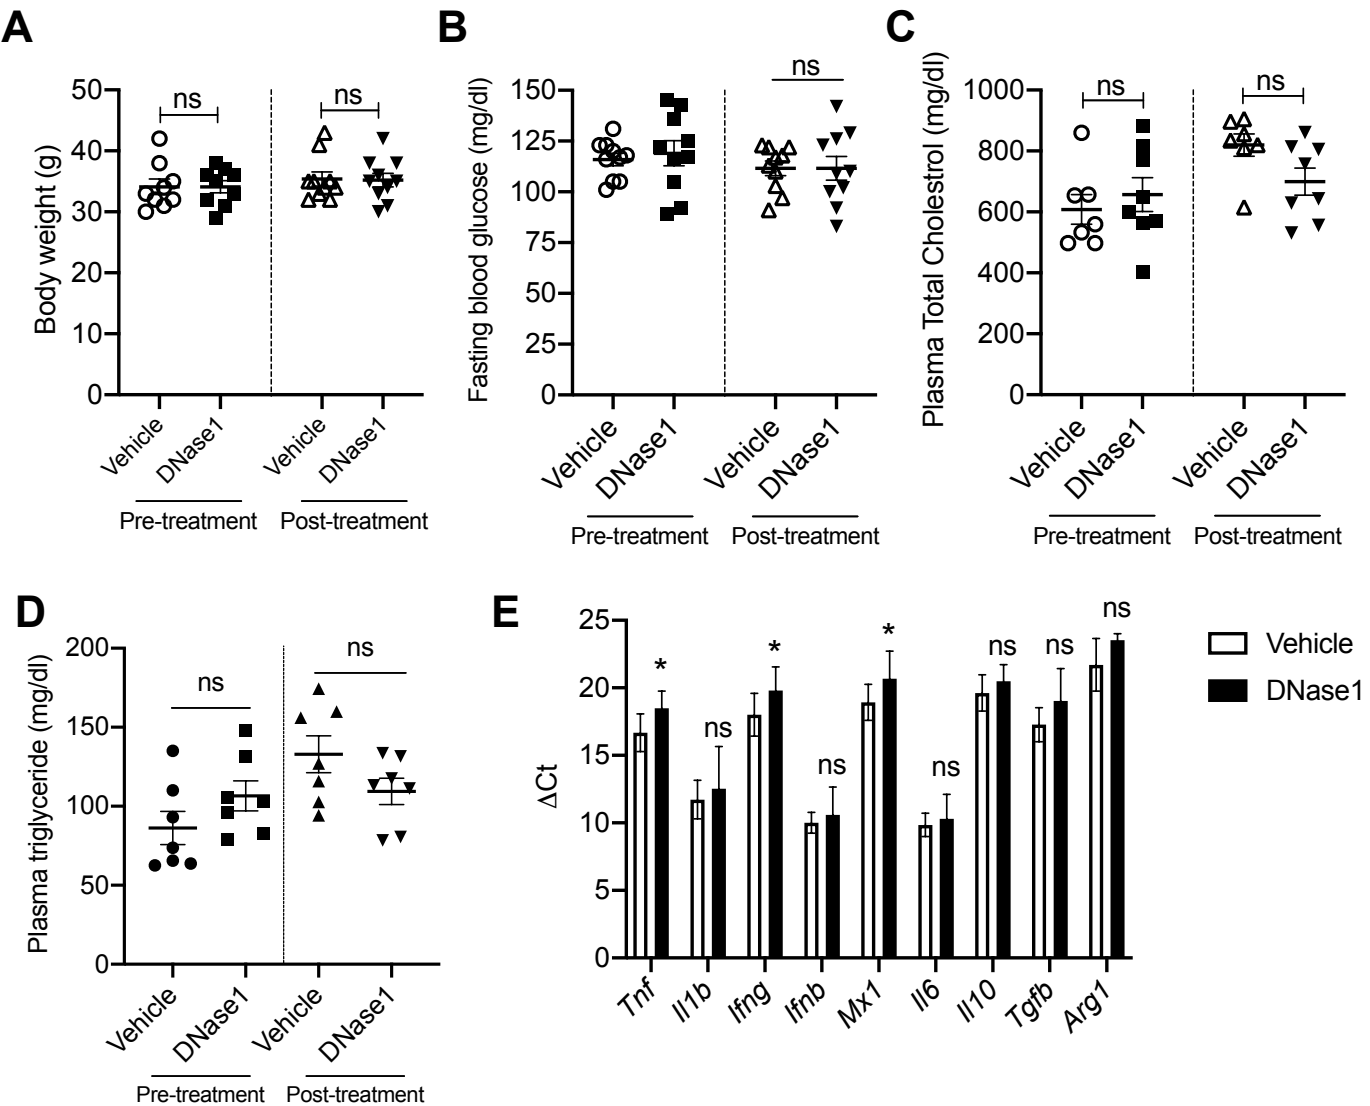 A
Body weight (g)
50
40
30
20
10
0
ns
ns
Vehicle
DNase1
Vehicle
DNase1
Pre-treatment
Post-treatment
B
Fasting blood glucose (mg/dl)
150
125
100
75
50
25
0
ns
Vehicle
DNase1
Vehicle
DNase1
Pre-treatment
Post-treatment
C
Plasma Total Cholestrol (mg/dl)
1000
800
600
400
200
0
ns
ns
Vehicle
DNase1
Vehicle
DNase1
Pre-treatment
Post-treatment
D
Plasma triglyceride (mg/dl)
200
150
100
50
0
ns
ns
Vehicle
DNase1
Vehicle
DNase1
Pre-treatment
Post-treatment
E
ΔCt
25
20
15
10
5
0
*
ns
*
ns
*
ns
ns
ns
ns
Tnf
Il1b
Ifng
Ifnb
Mx1
Il6
Il10
Tgfb
Arg1
Vehicle
DNase1